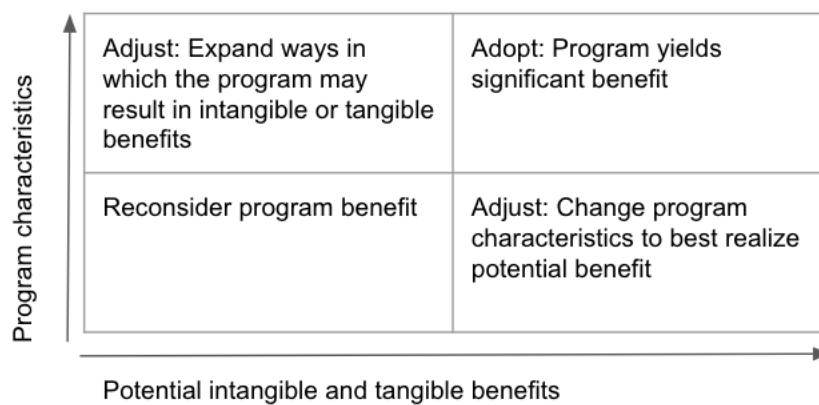 Program characteristics
Adjust: Expand ways in
which the program may
result in intangible or tangible
benefits
Adopt: Program yields
significant benefit
Reconsider program benefit
Adjust: Change program
characteristics to best realize
potential benefit
Potential intangible and tangible benefits